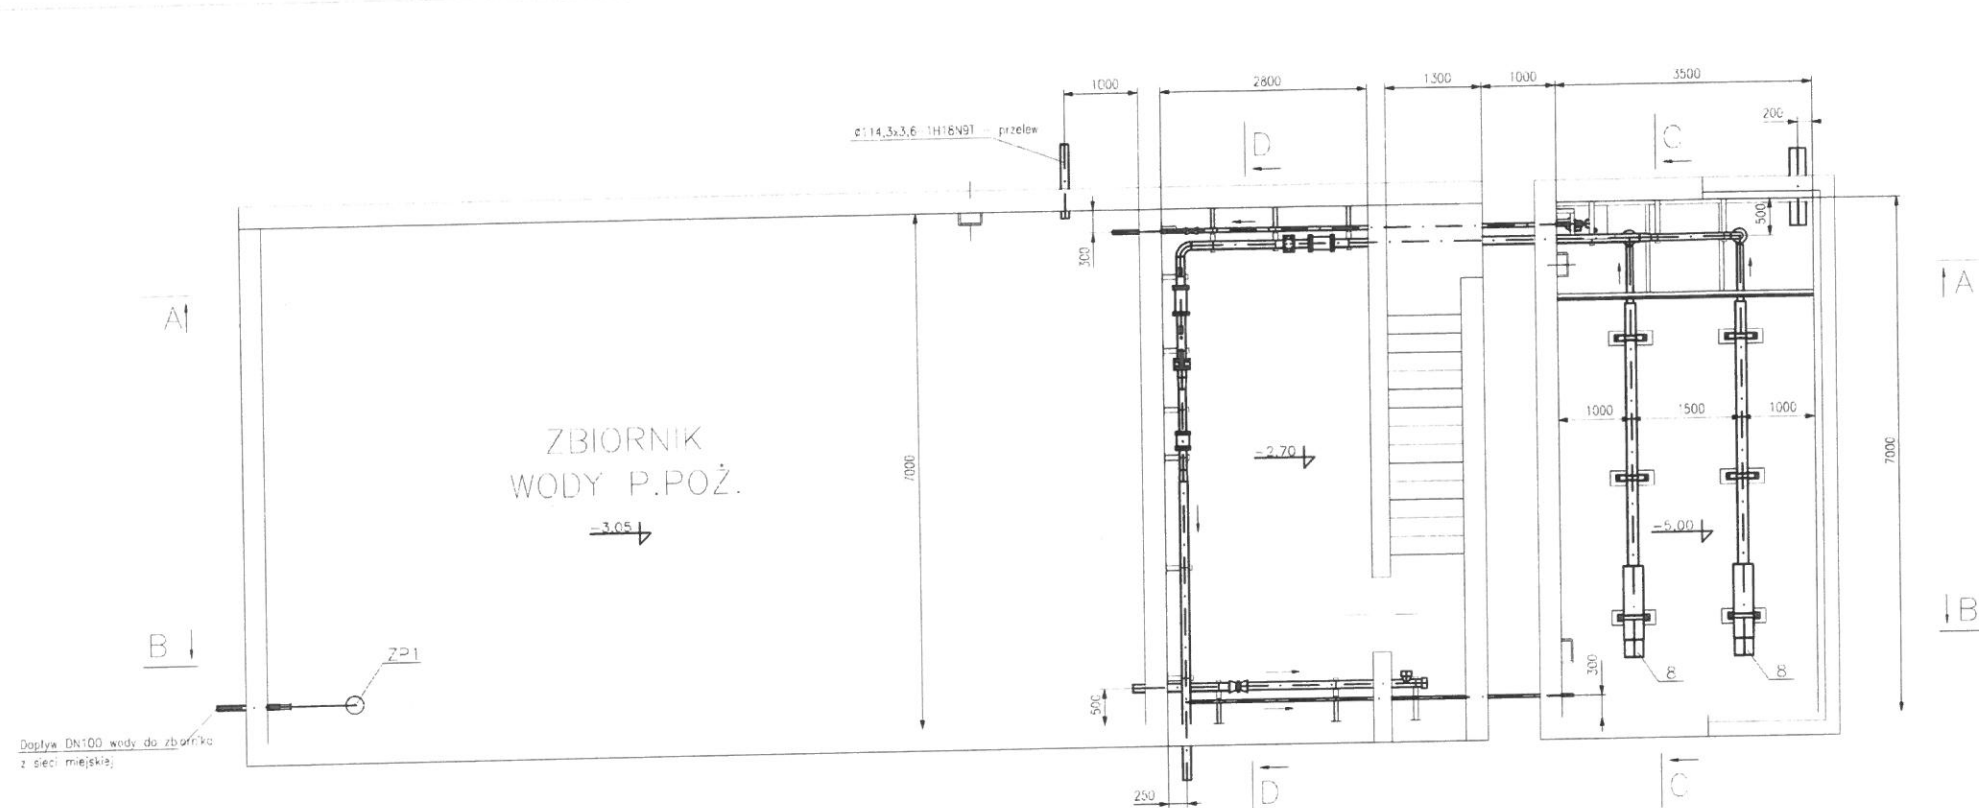 1000
2800
1300
1000
3500
200
ø114,3x3,6 1H18N9T - przelew
D
C
500
300
A
A
1000
1500
1000
ZBIORNIK
WODY P.POŻ.
7000
-2.70
7000
-3.05
-5.00
B
ZP1
B
300
8
8
500
Dopływ DN100 wody do zbiornika
z sieci miejskiej
250
D
C